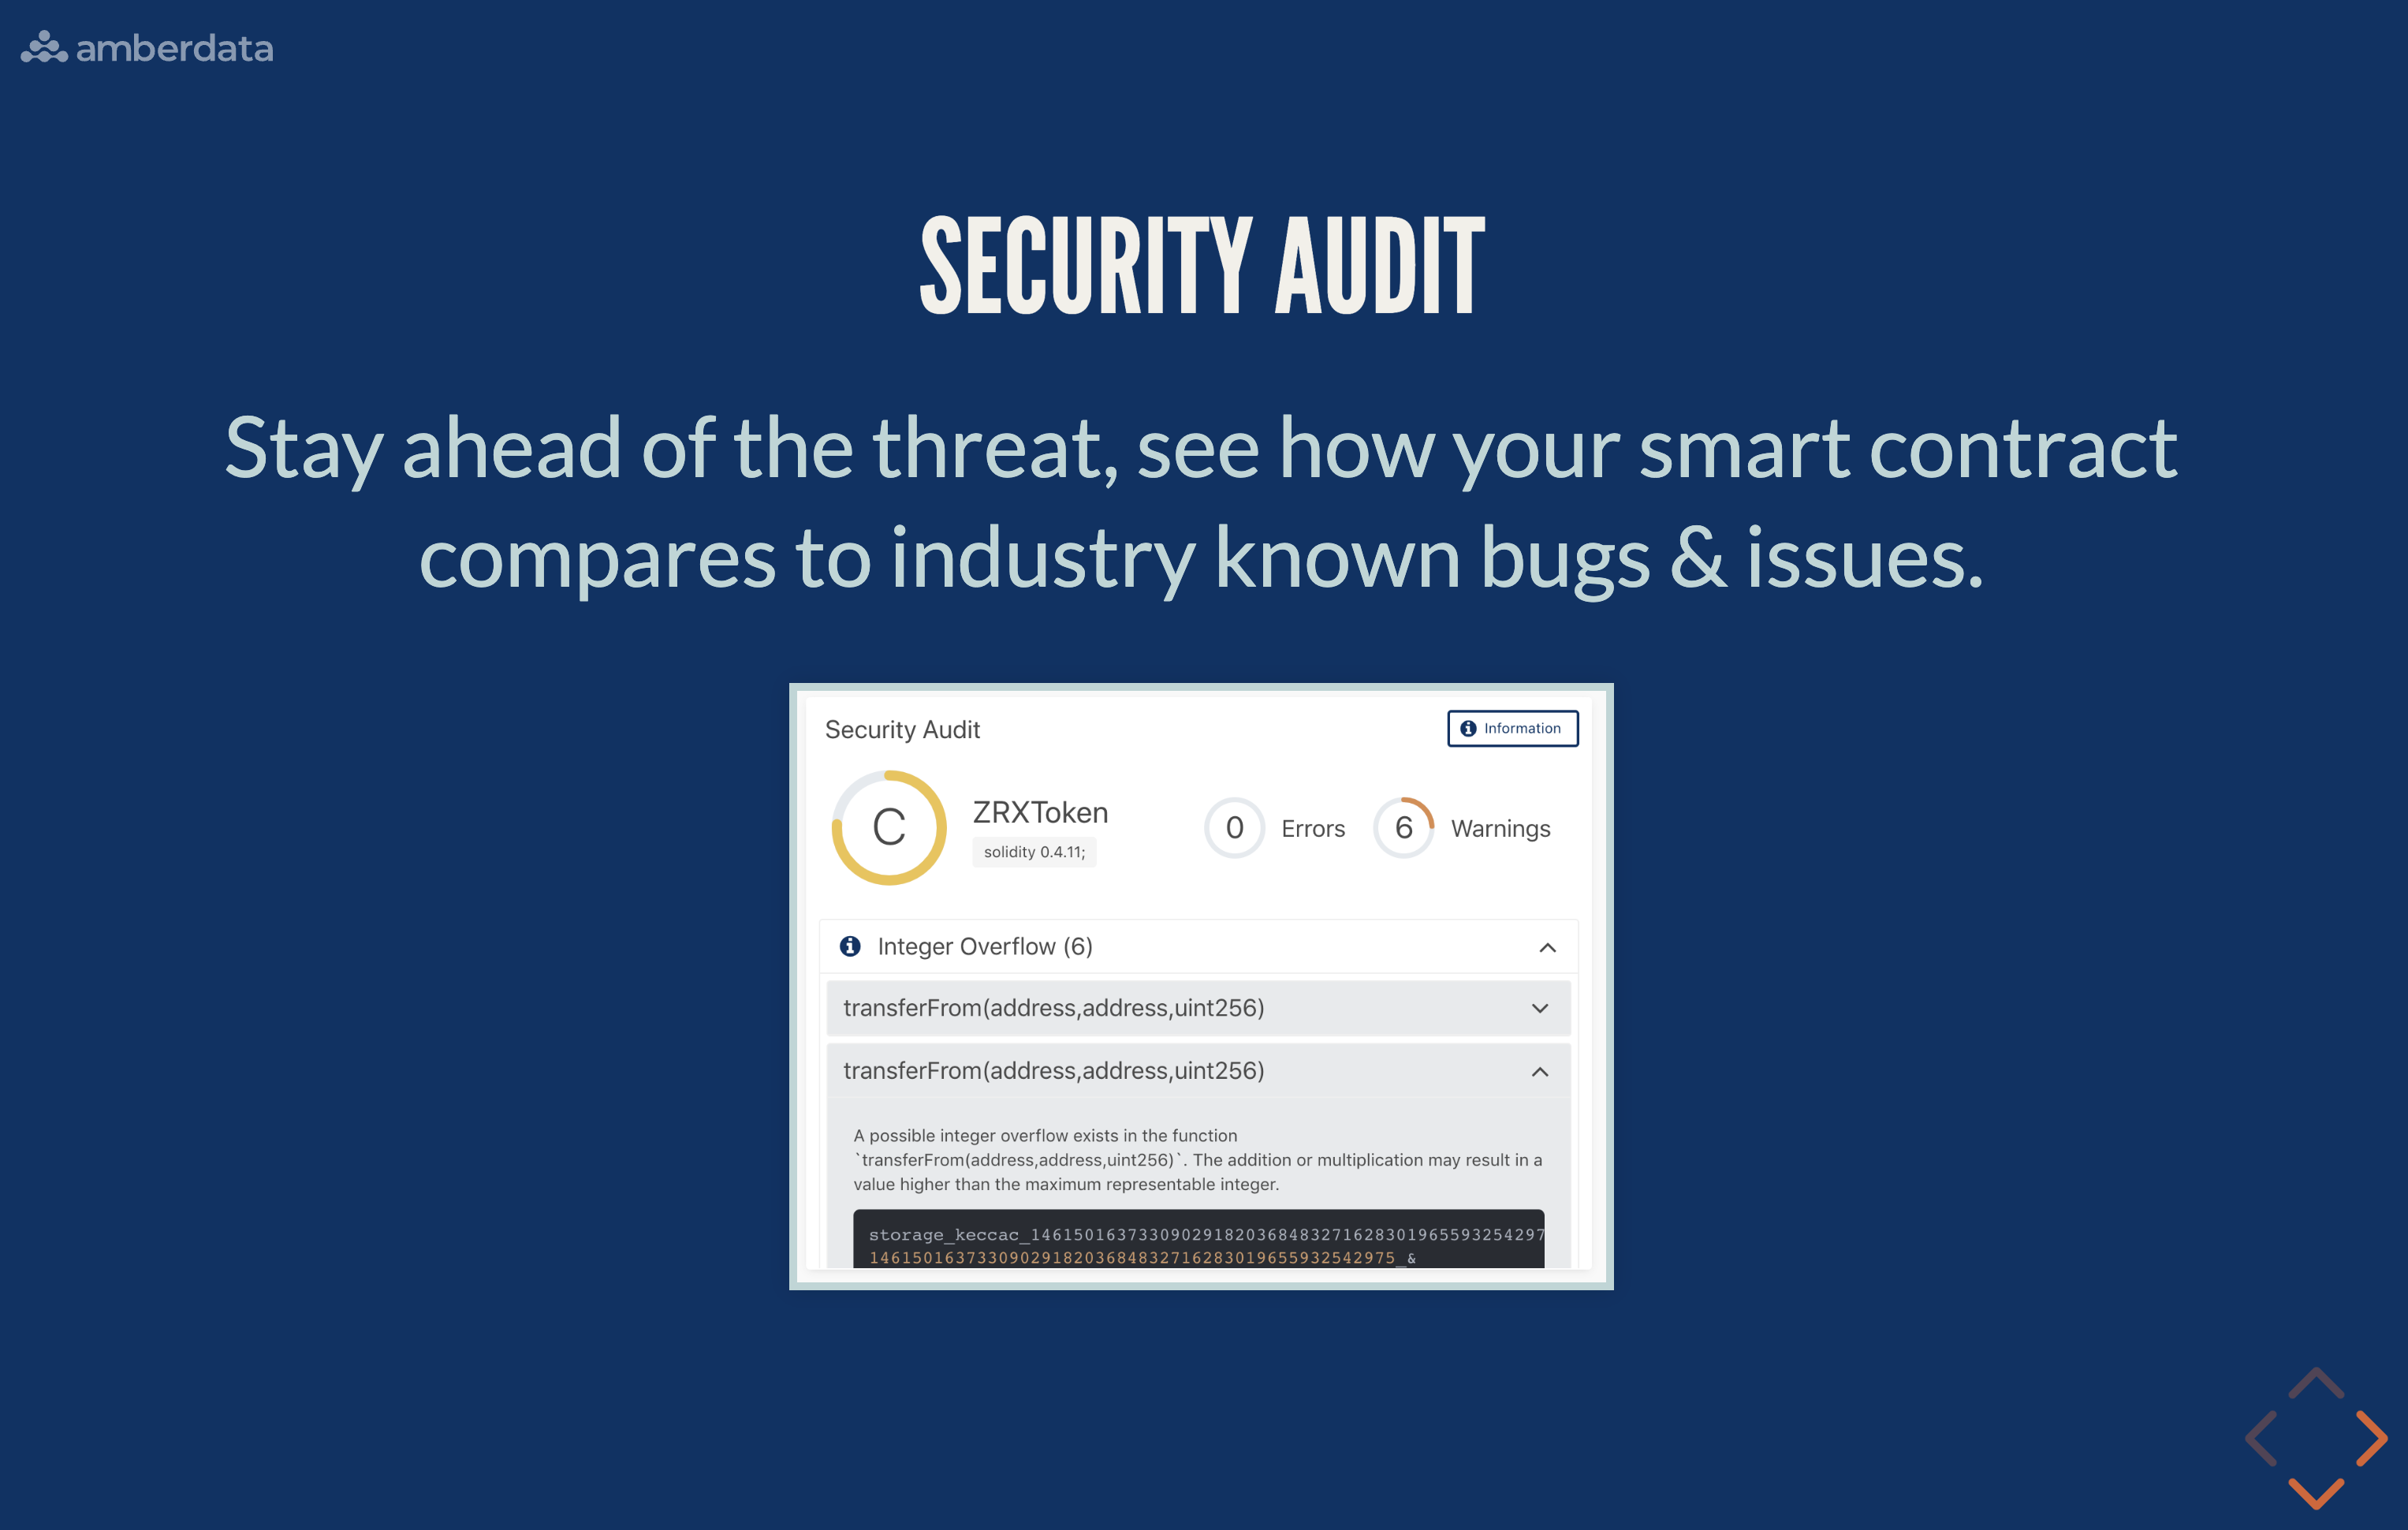 amberdata
SECURITY AUDIT
Stay ahead of the threat, see how your smart contract
compares to industry known bugs & issues.
Security Audit
Information
C
ZRXToken
solidity 0.4.11;
0 Errors
6 Warnings
Integer Overflow (6)
transferFrom(address,address,uint256)
transferFrom(address,address,uint256)
A possible integer overflow exists in the function
`transferFrom(address,address,uint256)`. The addition or multiplication may result in a
value higher than the maximum representable integer.
storage_keccac_146150163733090291820368483271628301965593254297
1461501637330902918203684832716283019655932542975_&